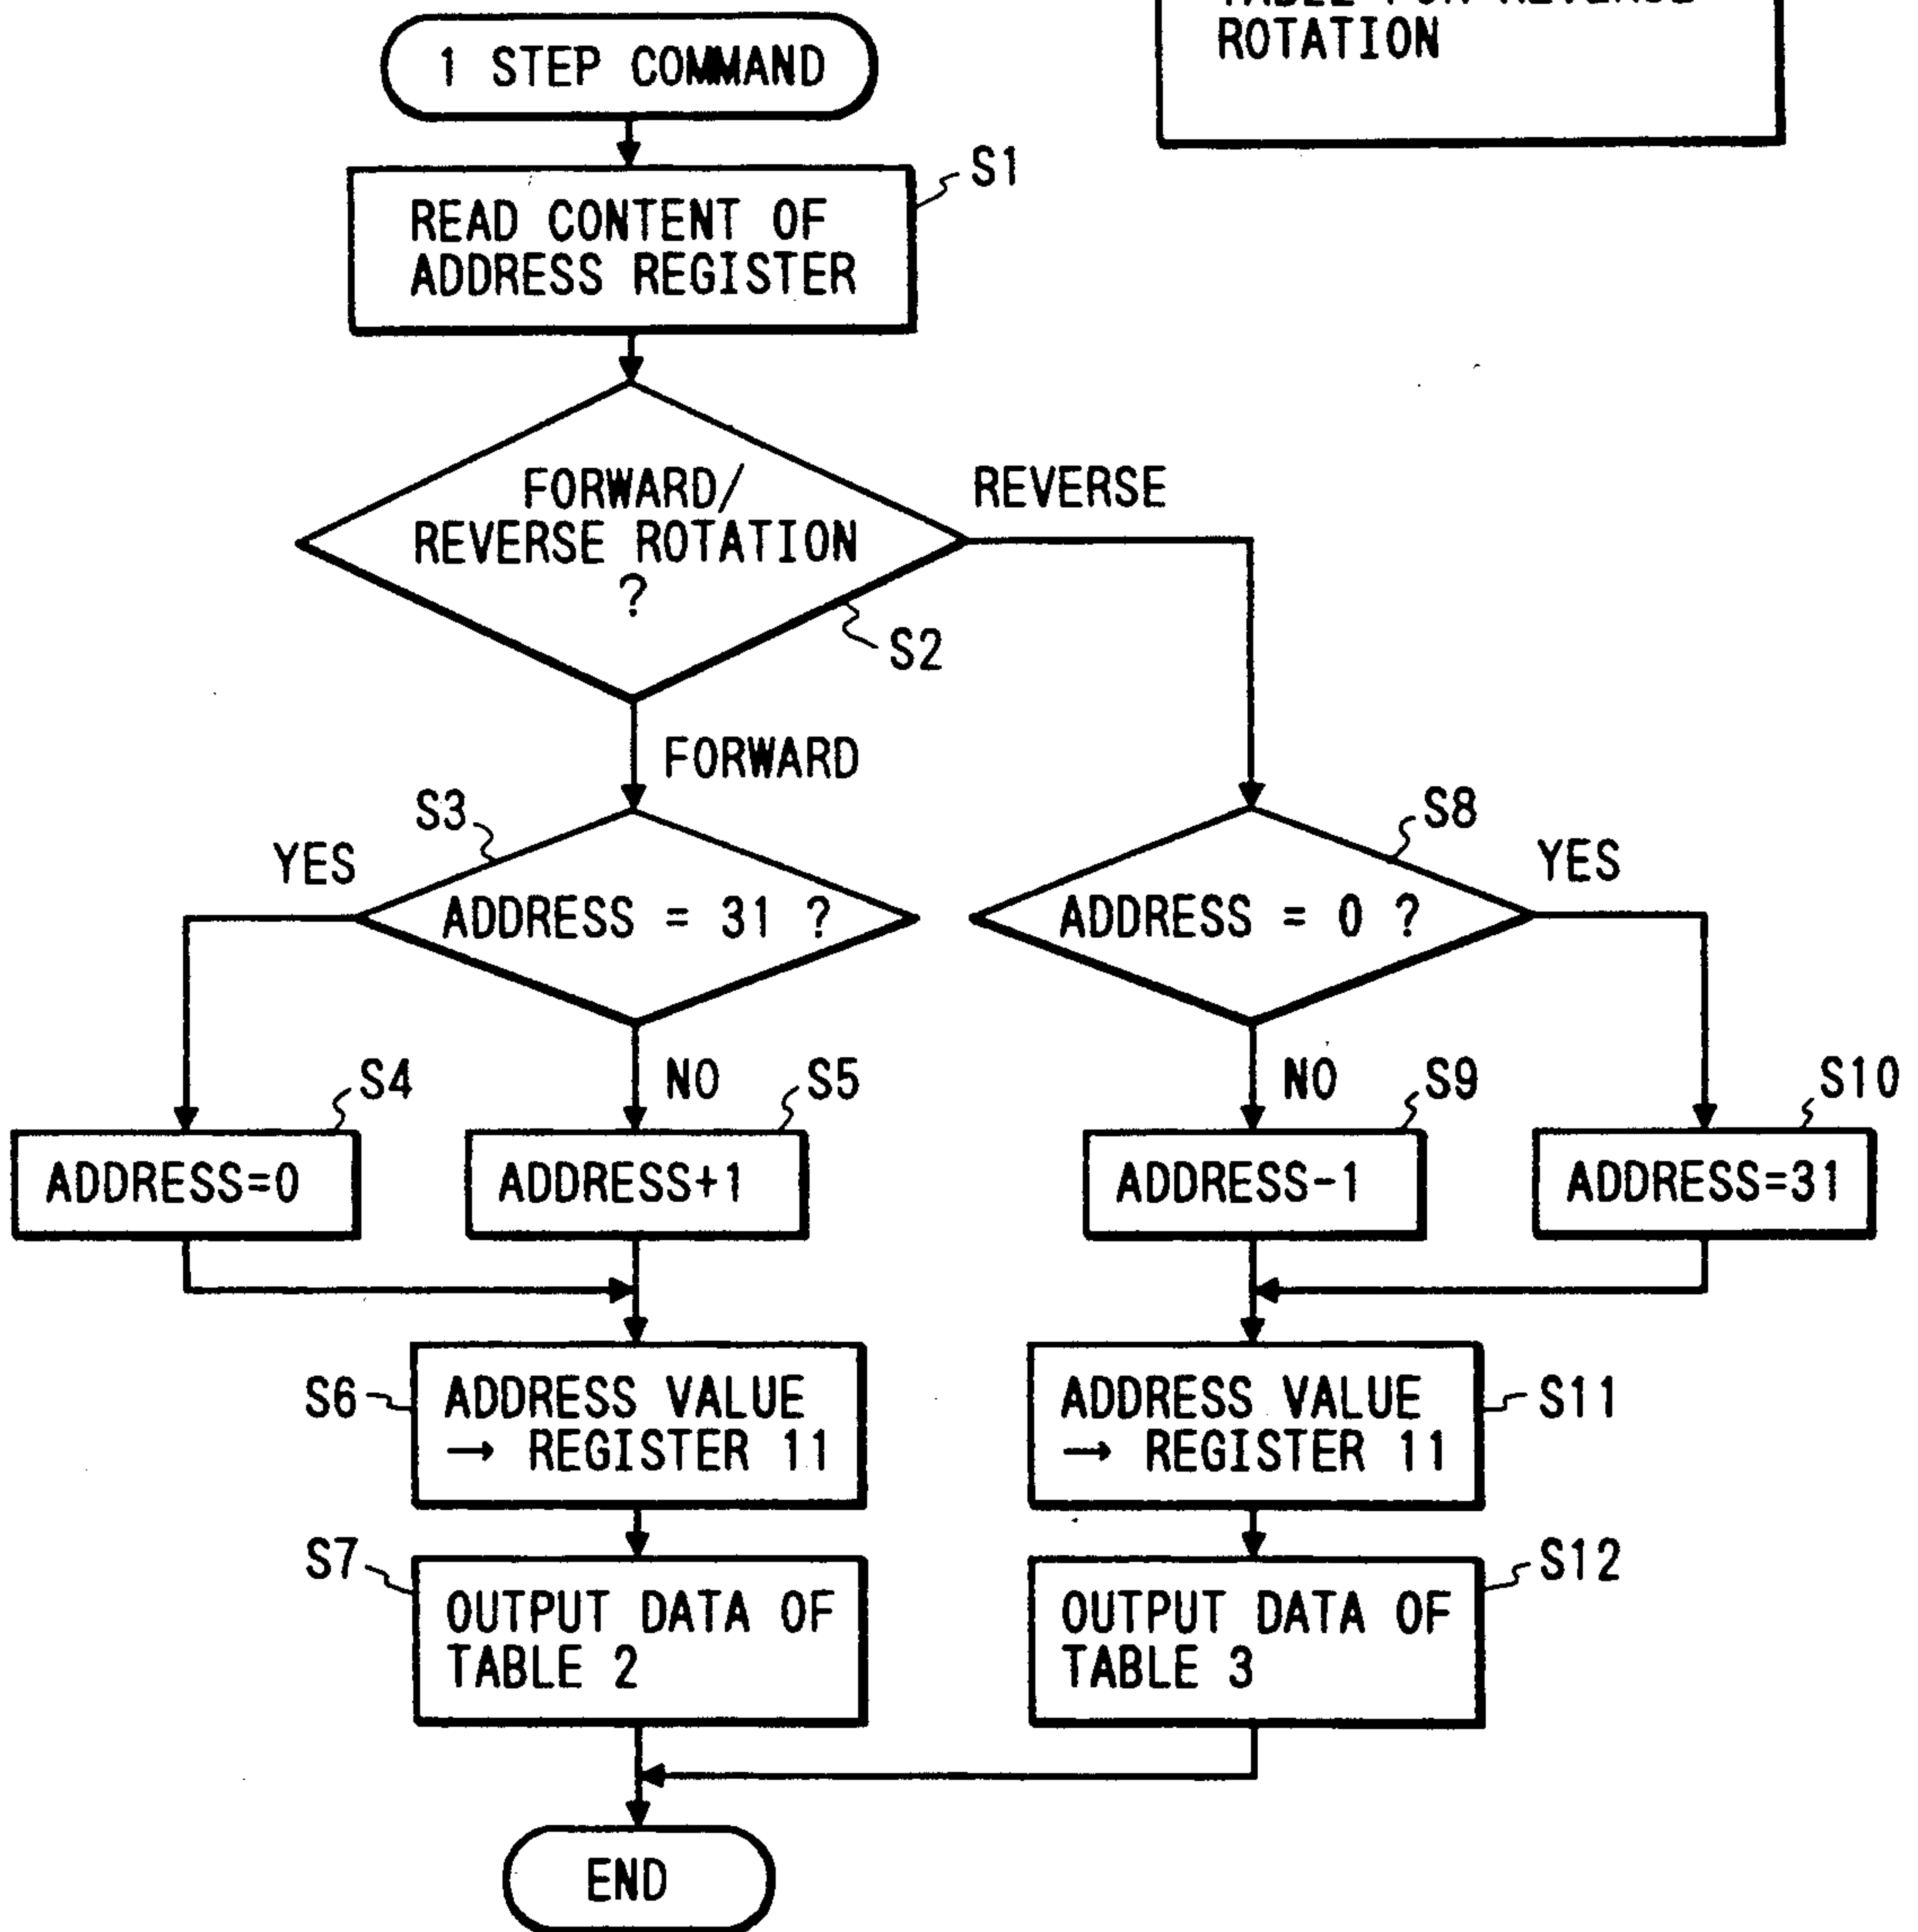 ROTATION
1 STEP COMMAND
S1
READ CONTENT OF
ADDRESS REGISTER
FORWARD/
REVERSE ROTATION
?
REVERSE
S2
FORWARD
S3
YES
ADDRESS = 31 ?
S8
YES
ADDRESS = 0 ?
S4
NO
S5
NO
S9
S10
ADDRESS=0
ADDRESS+1
ADDRESS-1
ADDRESS=31
S6
ADDRESS VALUE
→ REGISTER 11
ADDRESS VALUE
→ REGISTER 11
S11
S7
OUTPUT DATA OF
TABLE 2
OUTPUT DATA OF
TABLE 3
S12
END